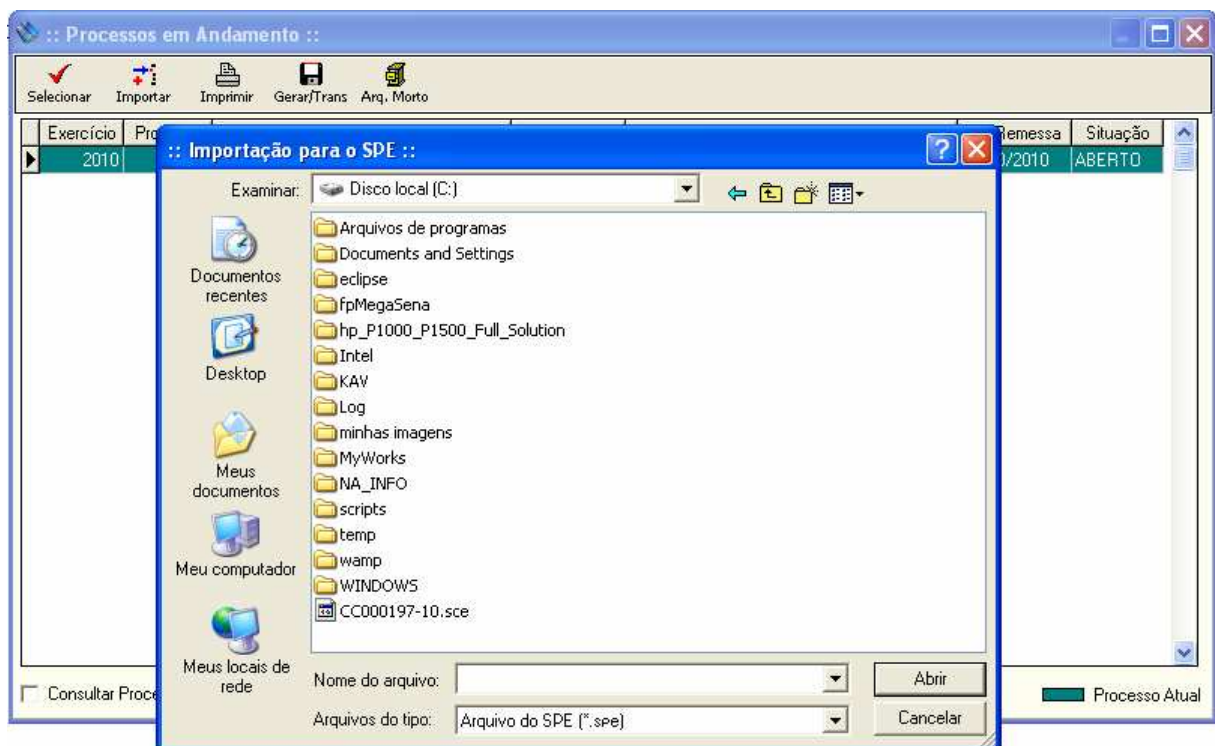 :: Processos em Andamento ::
Selecionar Importar Imprimir Gerar/Trans Arq. Morto
Exercício Remessa Situação
2010 /2010 ABERTO
:: Importação para o SPE ::
Examinar: Disco local (C:)
Documentos recentes
Desktop
Meus documentos
Meu computador
Meus locais de rede
Arquivos de programas
Documents and Settings
eclipse
fpMegaSena
hp_P1000_P1500_Full_Solution
Intel
KAV
Log
minhas imagens
MyWorks
NA_INFO
scripts
temp
wamp
WINDOWS
CC000197-10.sce
Nome do arquivo: Abrir
Arquivos do tipo: Arquivo do SPE (*.spe) Cancelar
Consultar Processo Atual